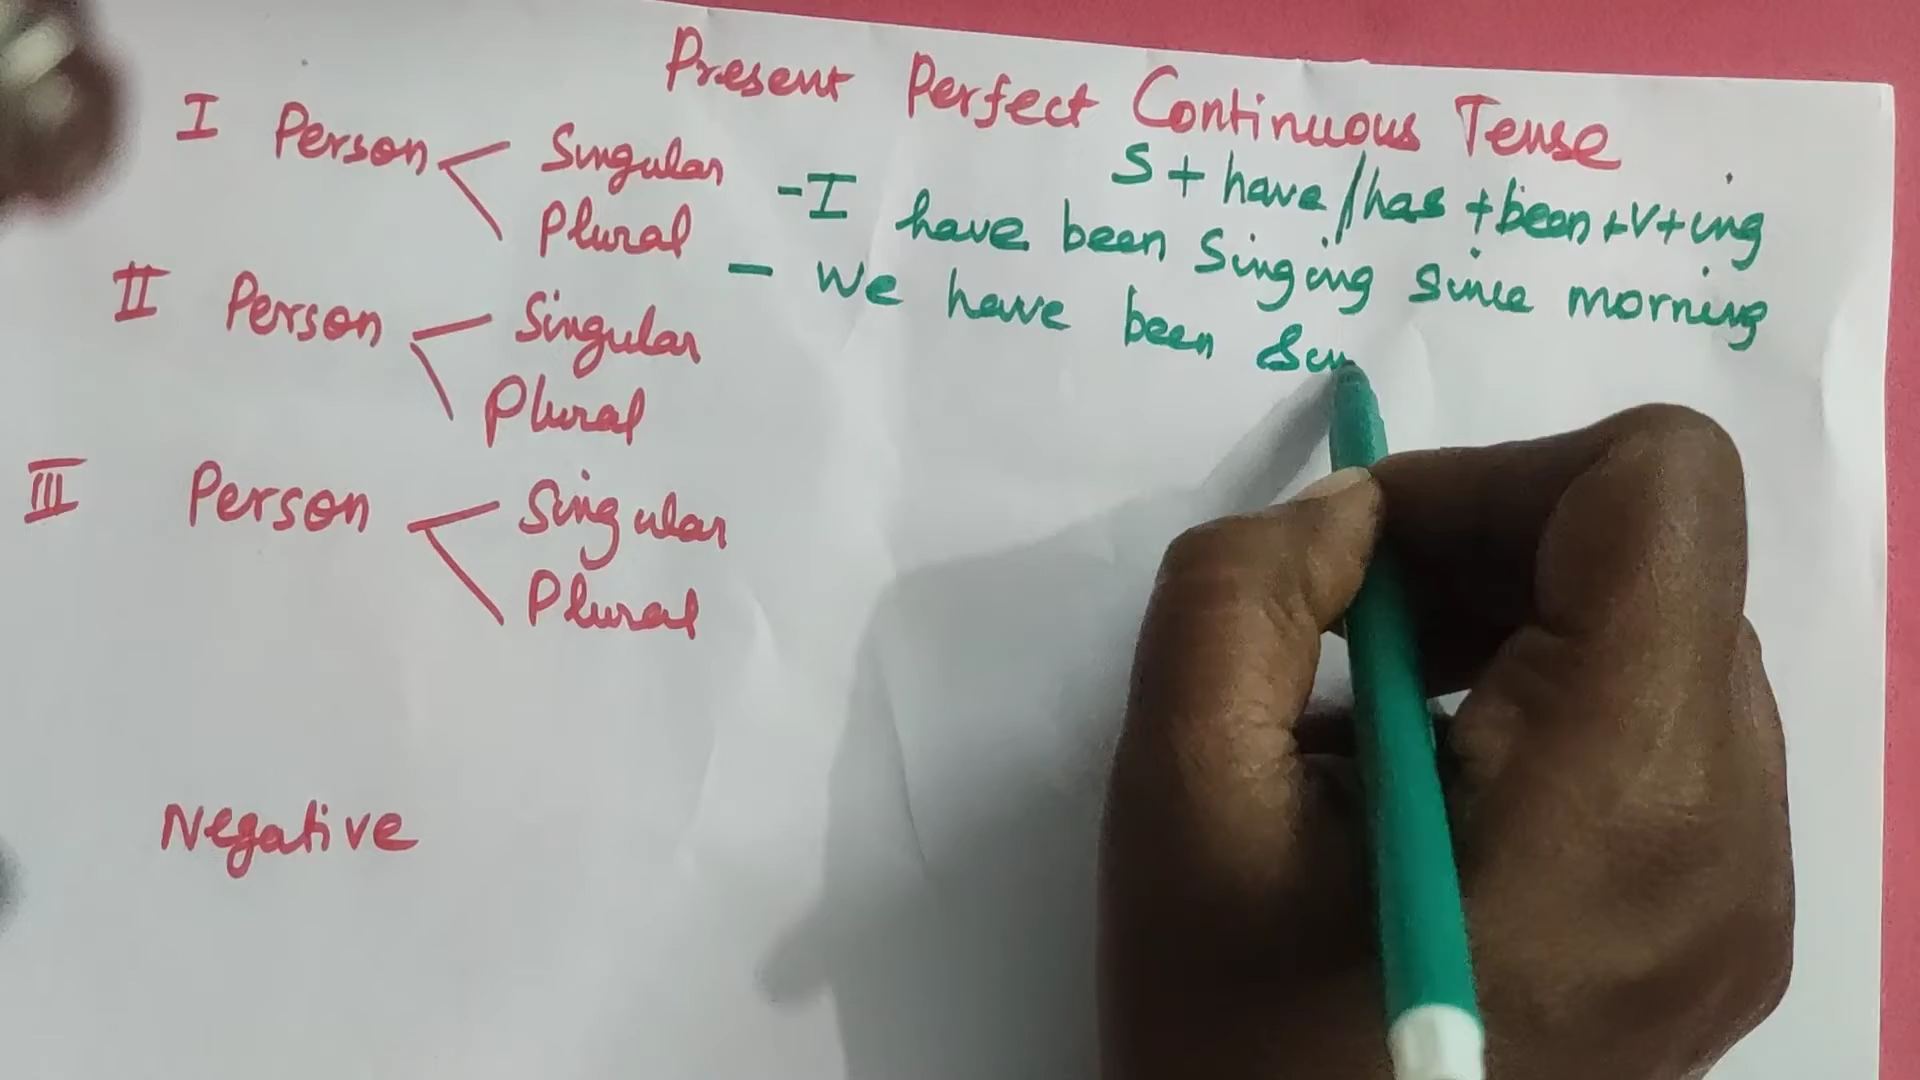 Present Perfect Continuous Tense
S + have / has + been + V + ing
I Person Singular - I have been Singing Since morning
Plural - We have been
II Person Singular
Plural
III Person Singular
Plural
Negative